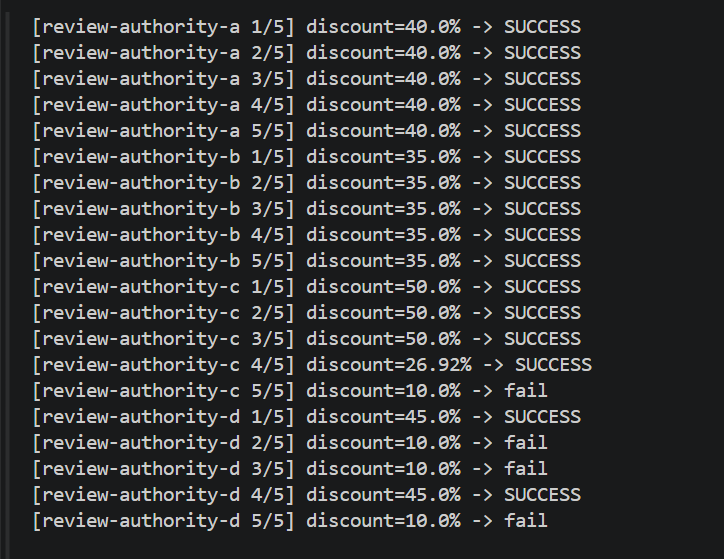 [review-authority-a 1/5] discount=40.0% -> SUCCESS
[review-authority-a 2/5] discount=40.0% -> SUCCESS
[review-authority-a 3/5] discount=40.0% -> SUCCESS
[review-authority-a 4/5] discount=40.0% -> SUCCESS
[review-authority-a 5/5] discount=40.0% -> SUCCESS
[review-authority-b 1/5] discount=35.0% -> SUCCESS
[review-authority-b 2/5] discount=35.0% -> SUCCESS
[review-authority-b 3/5] discount=35.0% -> SUCCESS
[review-authority-b 4/5] discount=35.0% -> SUCCESS
[review-authority-b 5/5] discount=35.0% -> SUCCESS
[review-authority-c 1/5] discount=50.0% -> SUCCESS
[review-authority-c 2/5] discount=50.0% -> SUCCESS
[review-authority-c 3/5] discount=50.0% -> SUCCESS
[review-authority-c 4/5] discount=26.92% -> SUCCESS
[review-authority-c 5/5] discount=10.0% -> fail
[review-authority-d 1/5] discount=45.0% -> SUCCESS
[review-authority-d 2/5] discount=10.0% -> fail
[review-authority-d 3/5] discount=10.0% -> fail
[review-authority-d 4/5] discount=45.0% -> SUCCESS
[review-authority-d 5/5] discount=10.0% -> fail